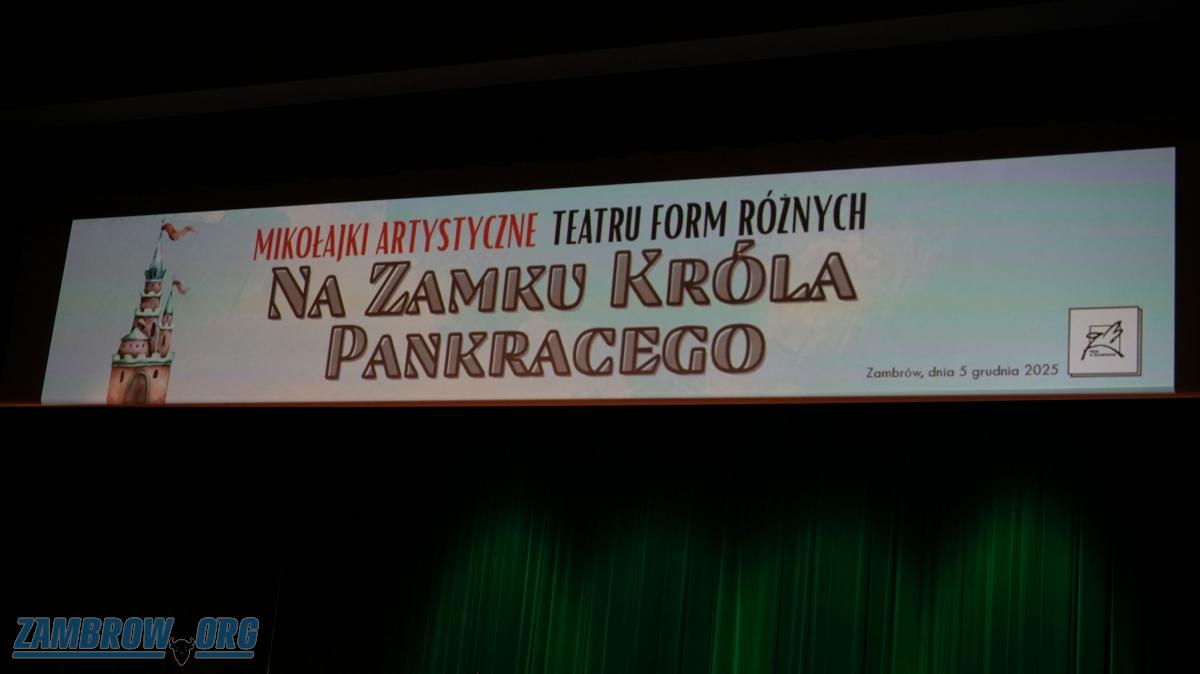 MIKOŁAJKI ARTYSTYCZNE TEATRU FORM RÓŻNYCH
NA ZAMKU KRÓLA
PANKRACEGO
Zambrów, dnia 5 grudnia 2025
ZAMBROW.ORG